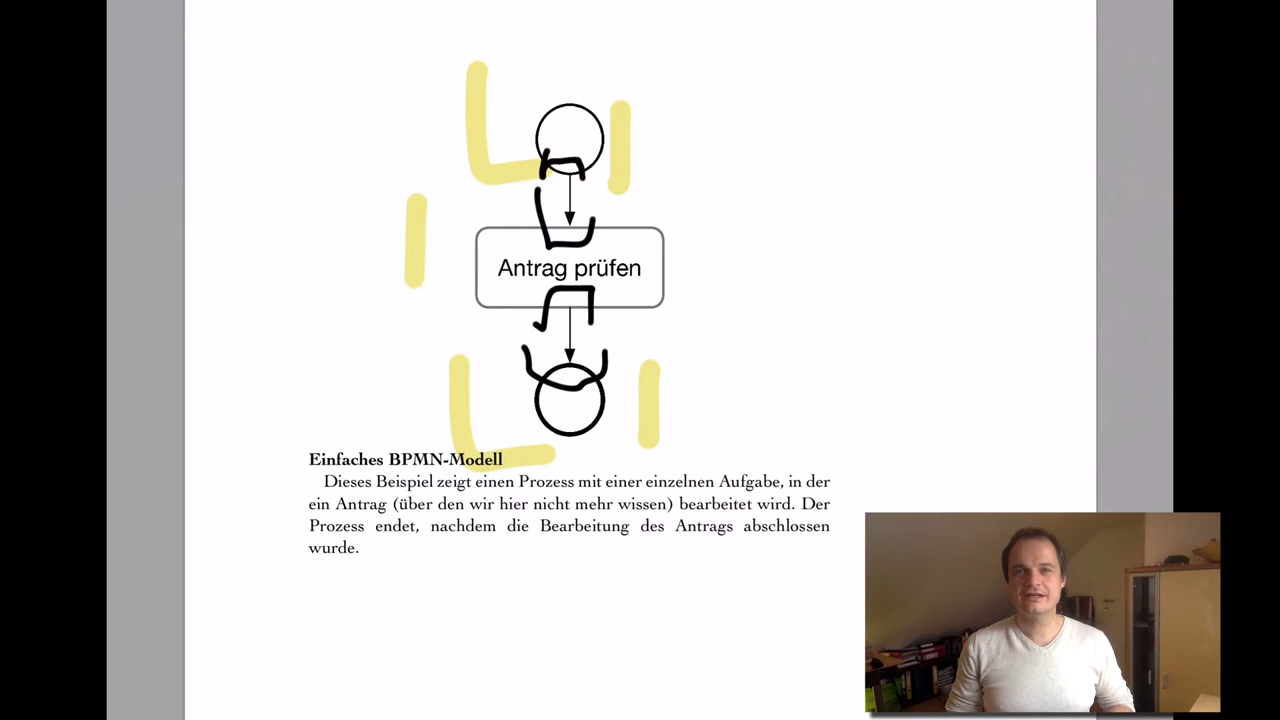 Antrag prüfen
Einfaches BPMN-Modell
Dieses Beispiel zeigt einen Prozess mit einer einzelnen Aufgabe, in der
ein Antrag (über den wir hier nicht mehr wissen) bearbeitet wird. Der
Prozess endet, nachdem die Bearbeitung des Antrags abschlossen
wurde.